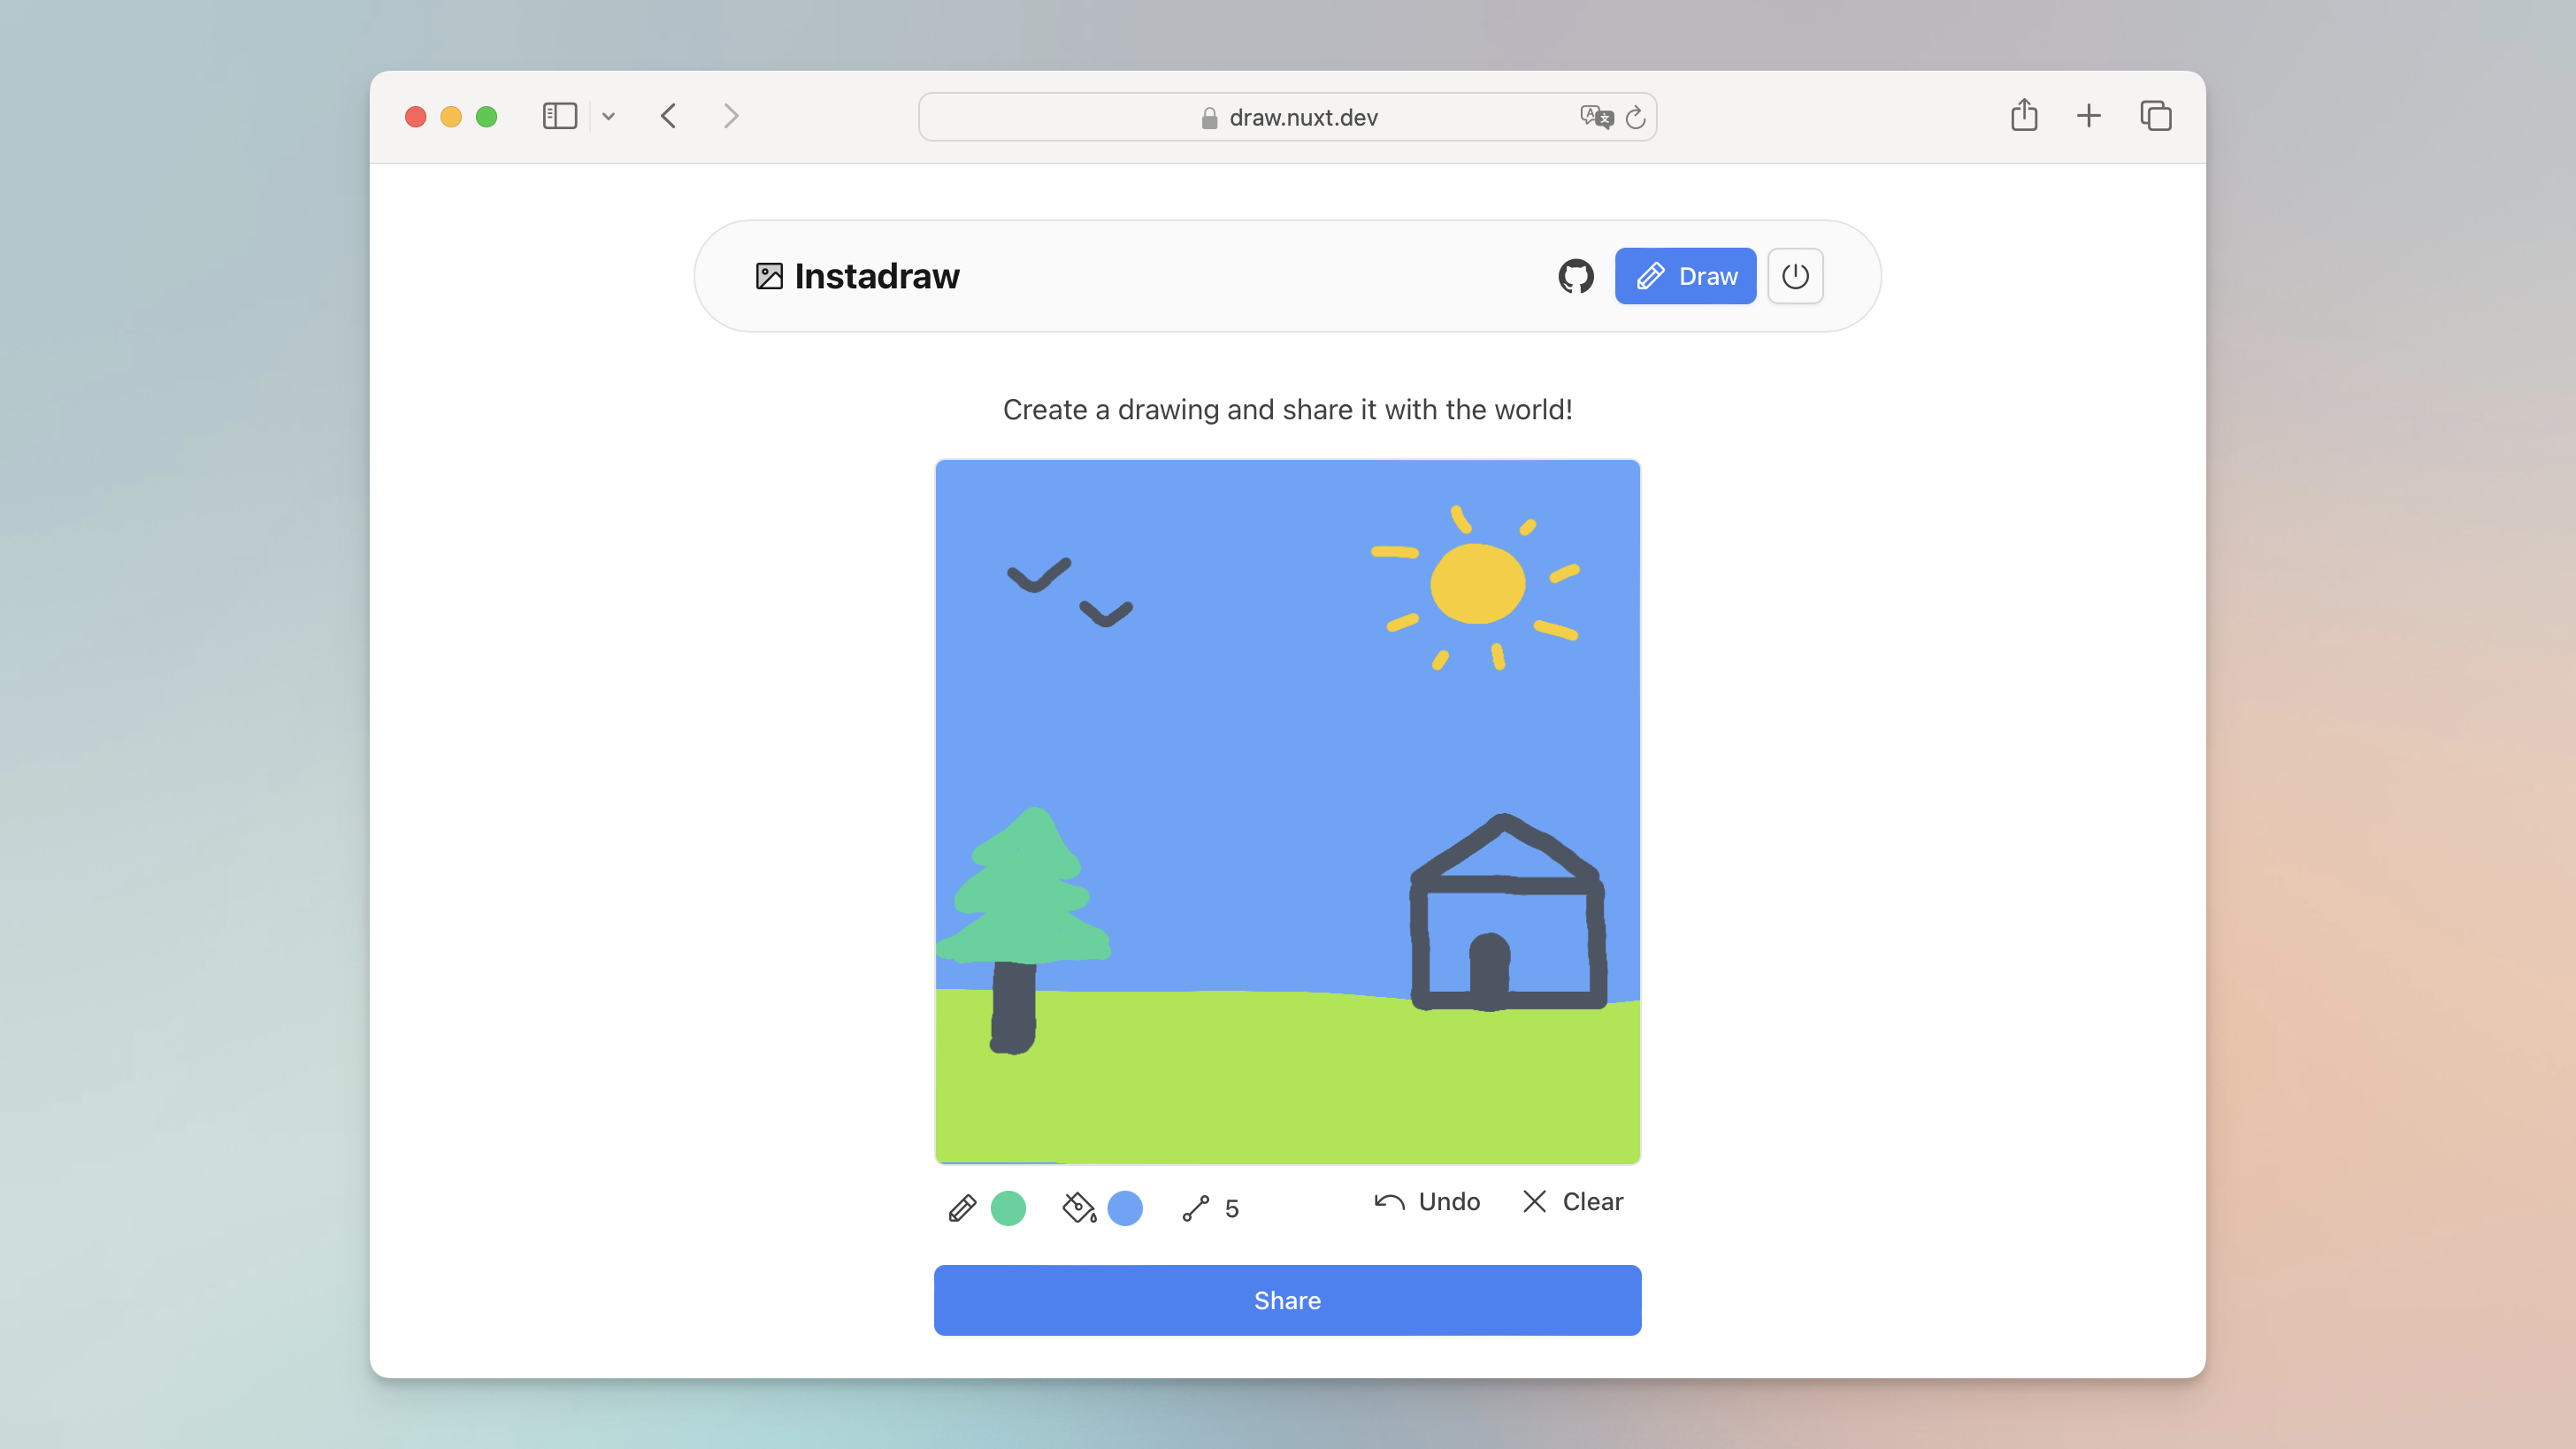 draw.nuxt.dev
Instadraw
Draw
Create a drawing and share it with the world!
5
Undo
Clear
Share